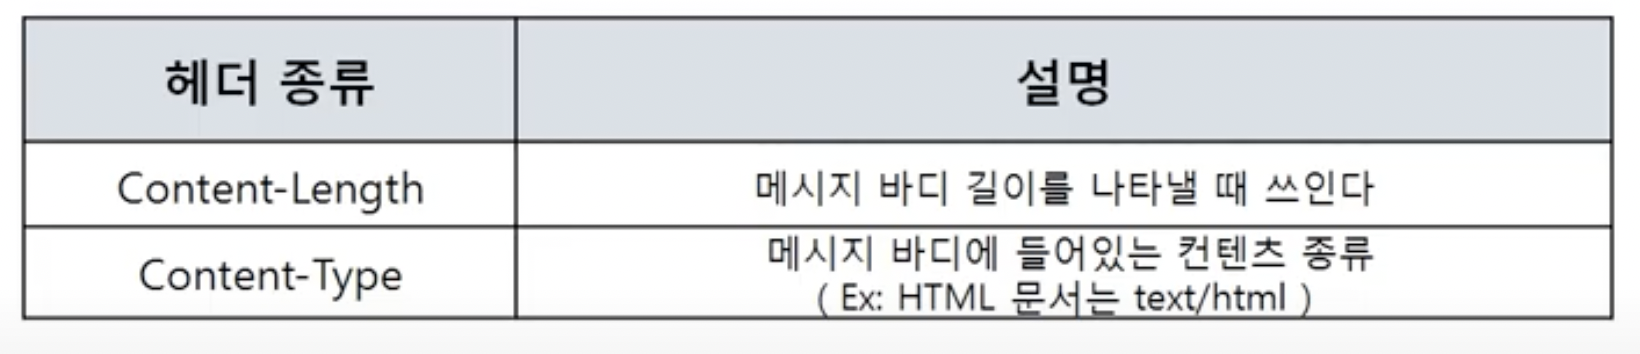 헤더 종류
설명
Content-Length
메시지 바디 길이를 나타낼 때 쓰인다
Content-Type
메시지 바디에 들어있는 컨텐츠 종류
( Ex: HTML 문서는 text/html )